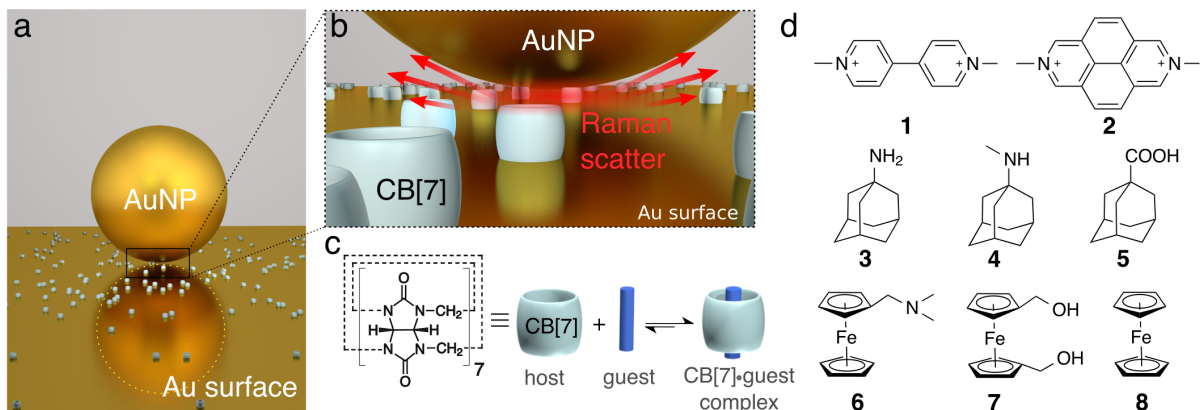 a
AuNP
Au surface
b
AuNP
Raman
scatter
CB[7]
Au surface
c
O
N N CH₂
H H
N N CH₂
O
7
≡
CB[7]
+
host
guest
CB[7]•guest
complex
d
N+
N+
1
N+
N+
2
NH₂
3
NH
4
COOH
5
Fe
N
6
Fe
OH
OH
7
Fe
8